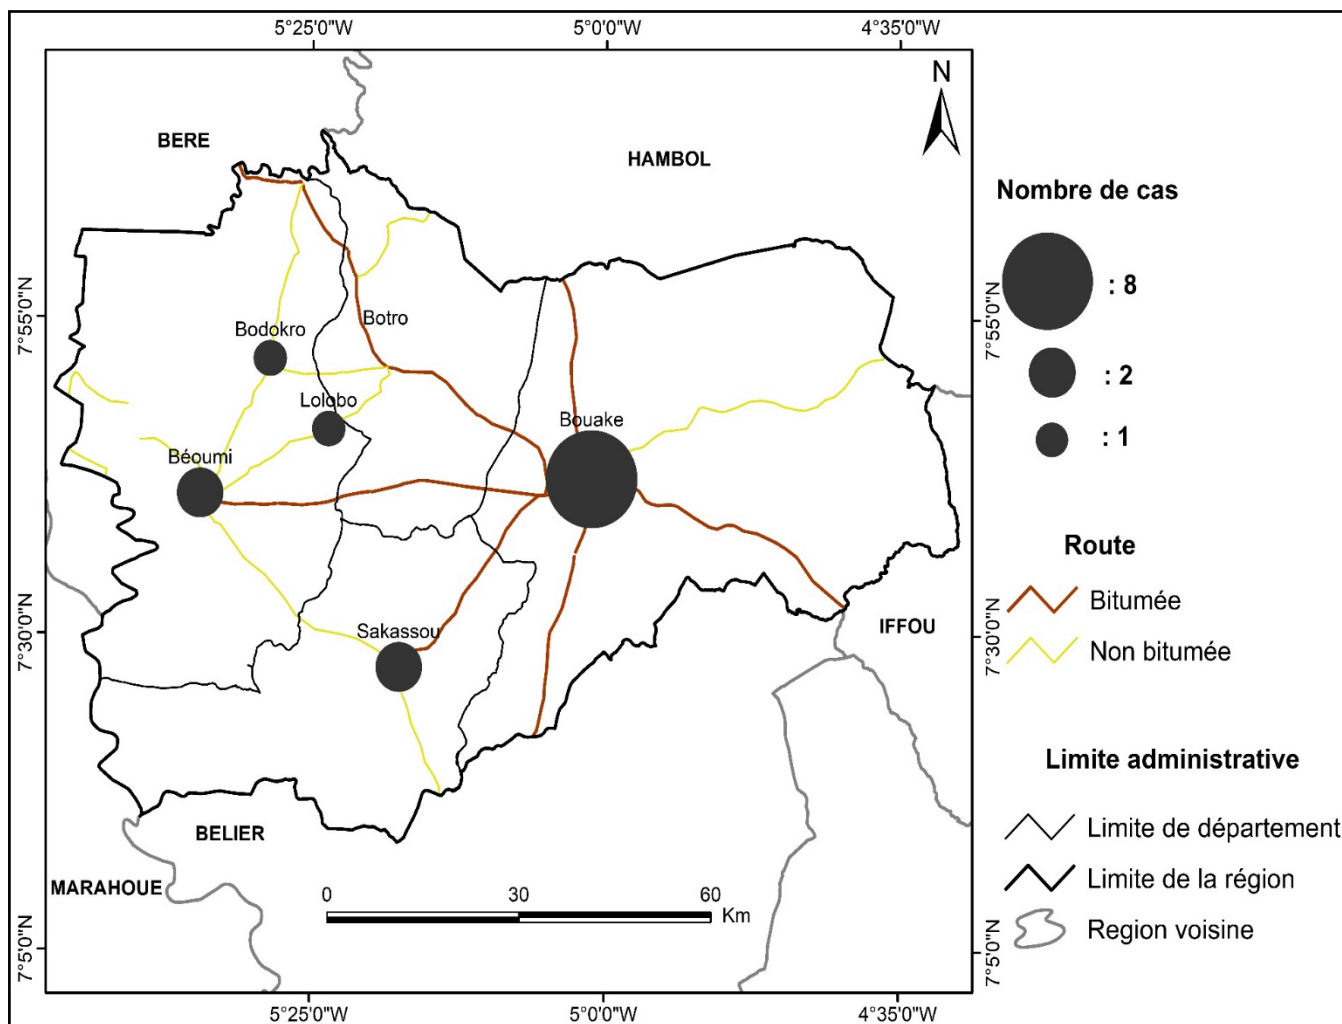 5°25'0"W
5°0'0"W
4°35'0"W
N
BERE
HAMBOL
Nombre de cas
: 8
7°55'0"N
7°55'0"N
Botro
Bodokro
: 2
Lolobo
Bouake
: 1
Béoumi
Route
Bitumée
7°30'0"N
Sakassou
IFFOU
7°30'0"N
Non bitumée
Limite administrative
BELIER
Limite de département
MARAHOUE
0 30 60
Km
Limite de la région
Region voisine
7°5'0"N
7°5'0"N
5°25'0"W
5°0'0"W
4°35'0"W